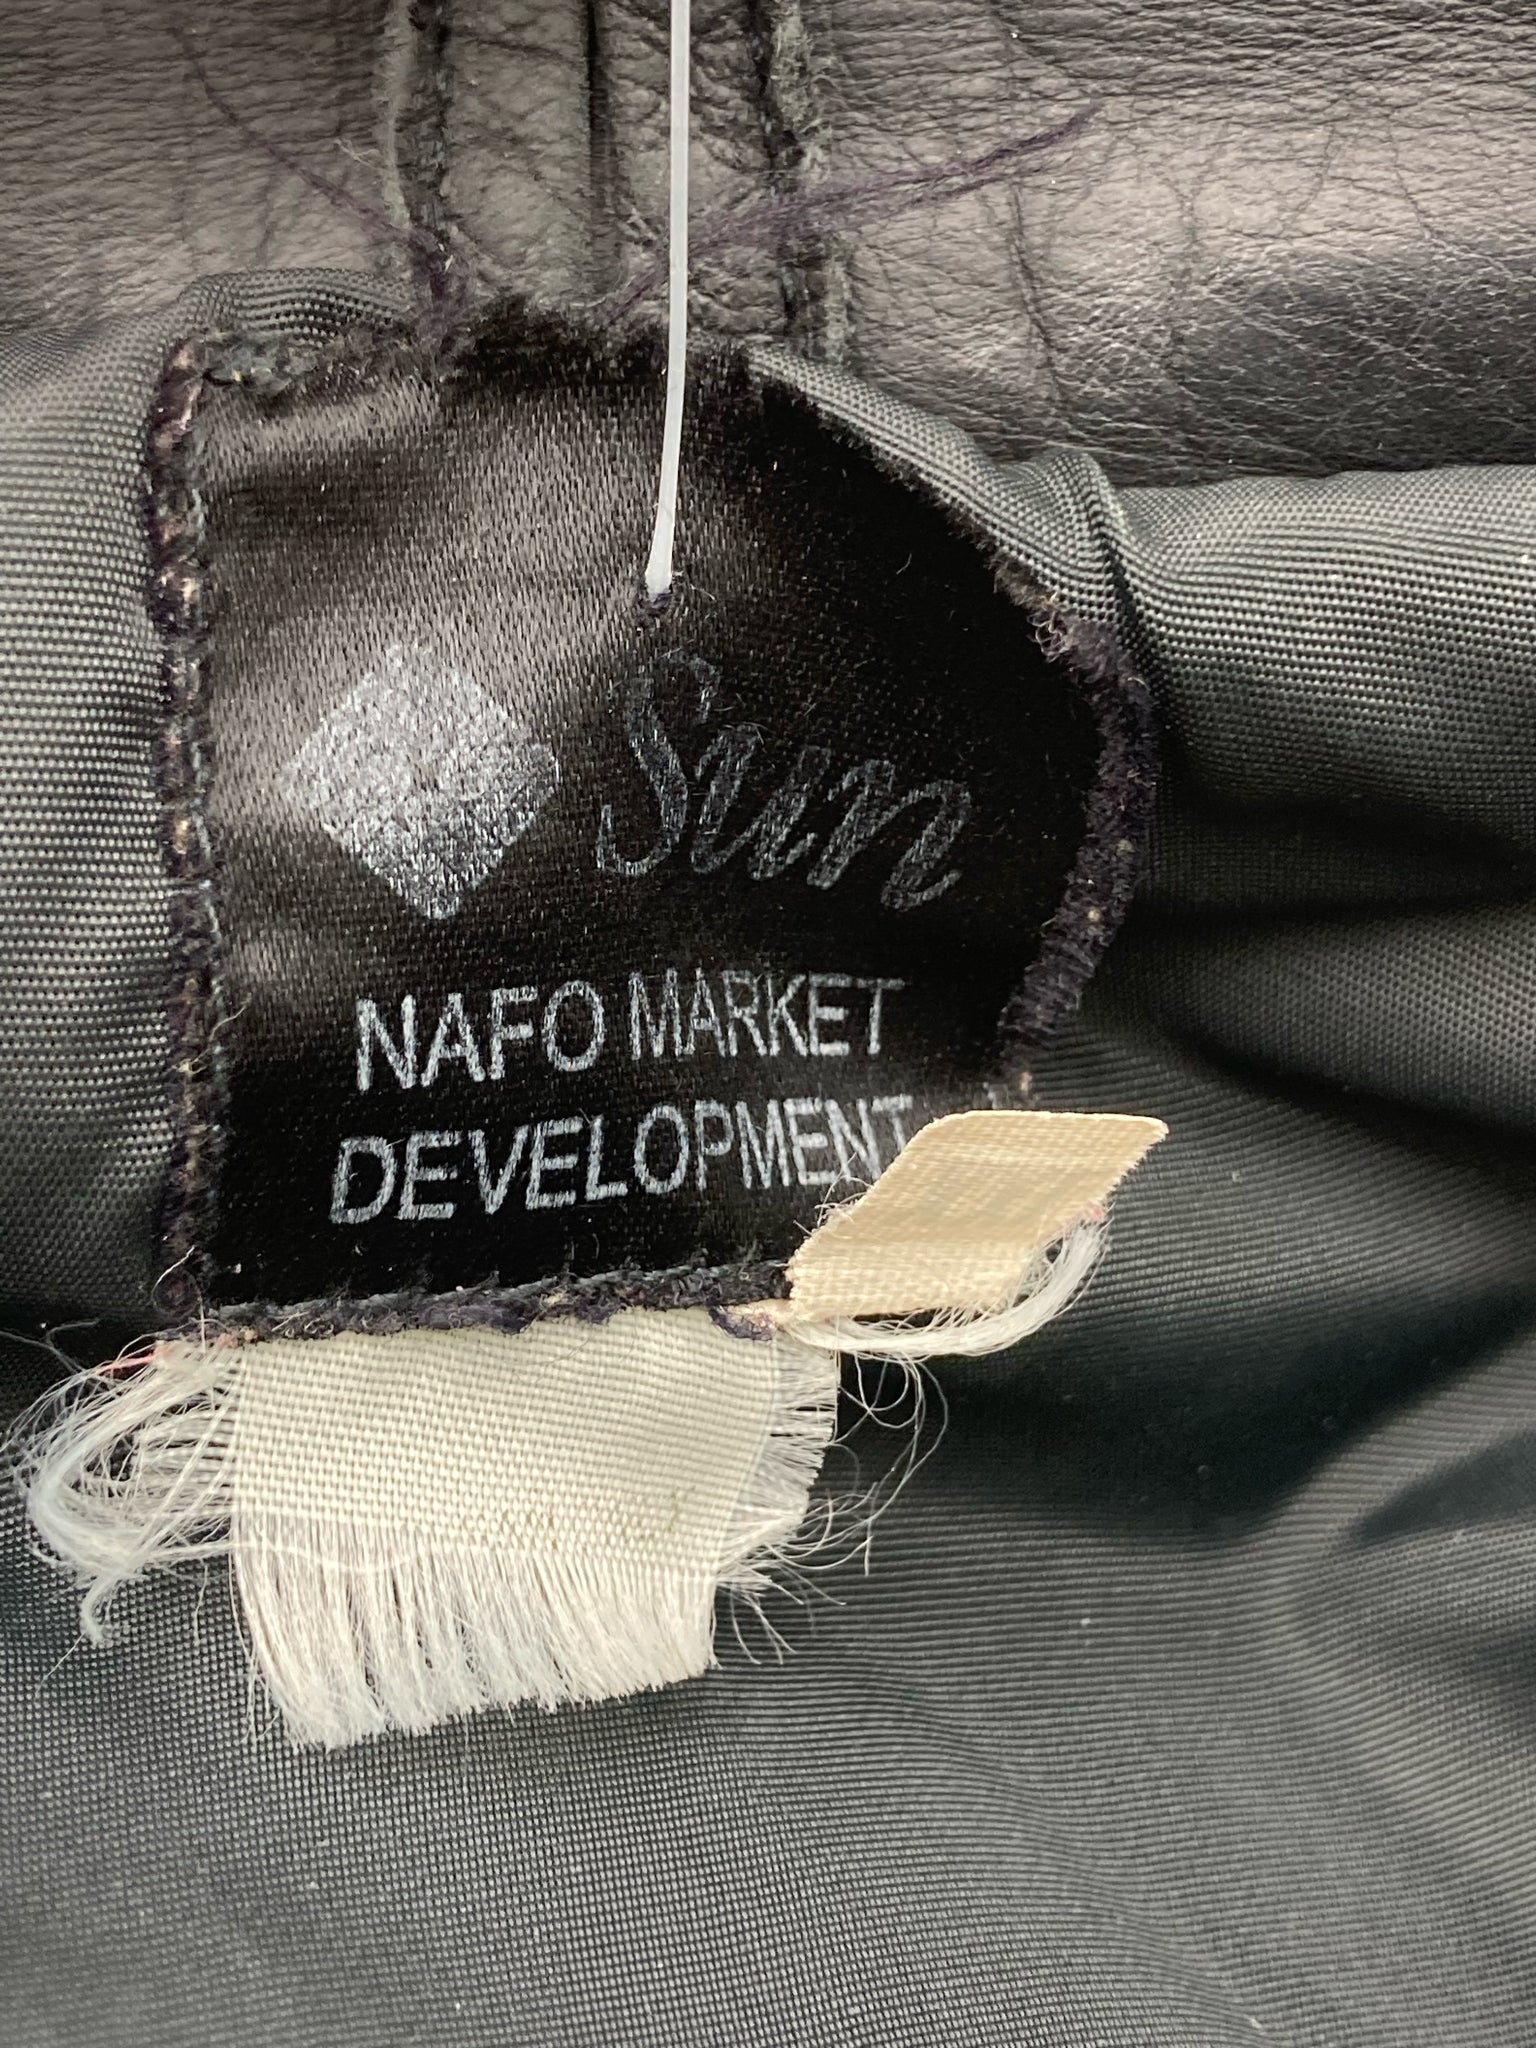 Sun
NAFO MARKET
DEVELOPMENT